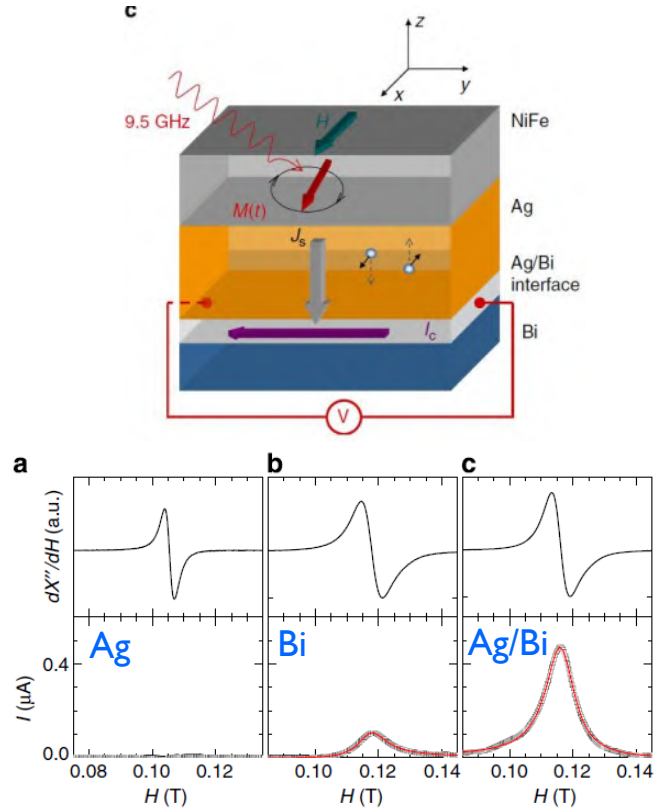 c
z
y
x
9.5 GHz
H
NiFe
M(t)
Ag
J_s
Ag/Bi
interface
I_c
Bi
V
a
b
c
dX''/dH (a.u.)
Ag
Bi
Ag/Bi
I (µA)
0.4
0.0
0.08 0.10 0.12
0.10 0.12 0.14
0.10 0.12 0.14
H (T)
H (T)
H (T)